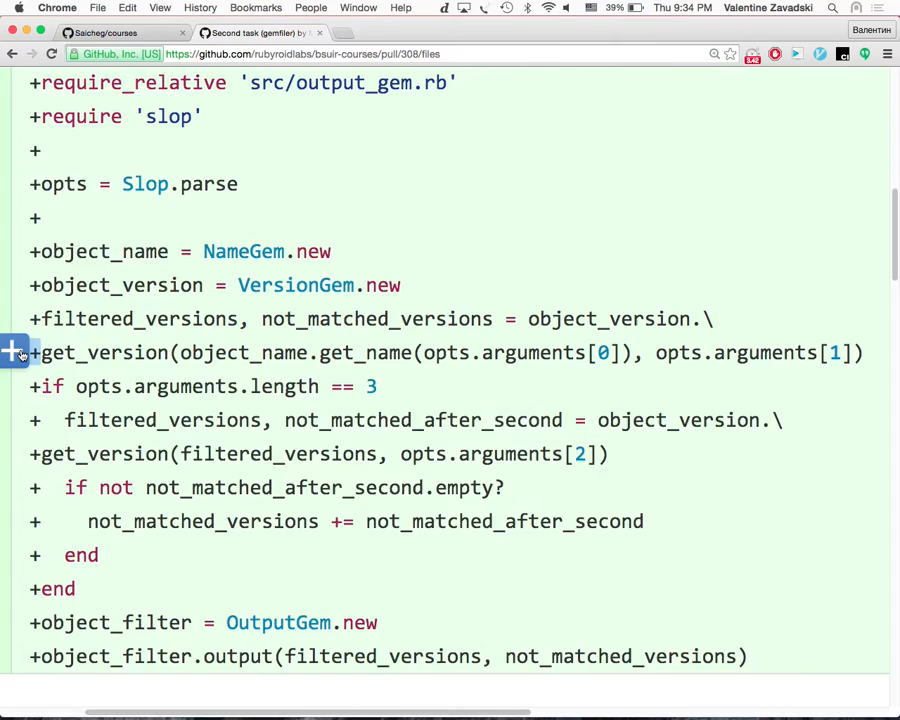 Chrome File Edit View History Bookmarks People Window Help 39% Thu 9:34 PM Valentine Zavadski
Saicheg/courses Second task (gemfiler) by Валентин
GitHub, Inc. [US] https://github.com/rubyroidlabs/bsuir-courses/pull/308/files
+require_relative 'src/output_gem.rb'
+require 'slop'
+
+opts = Slop.parse
+
+object_name = NameGem.new
+object_version = VersionGem.new
+filtered_versions, not_matched_versions = object_version.\
+get_version(object_name.get_name(opts.arguments[0]), opts.arguments[1])
+if opts.arguments.length == 3
+  filtered_versions, not_matched_after_second = object_version.\
+get_version(filtered_versions, opts.arguments[2])
+  if not not_matched_after_second.empty?
+    not_matched_versions += not_matched_after_second
+  end
+end
+object_filter = OutputGem.new
+object_filter.output(filtered_versions, not_matched_versions)